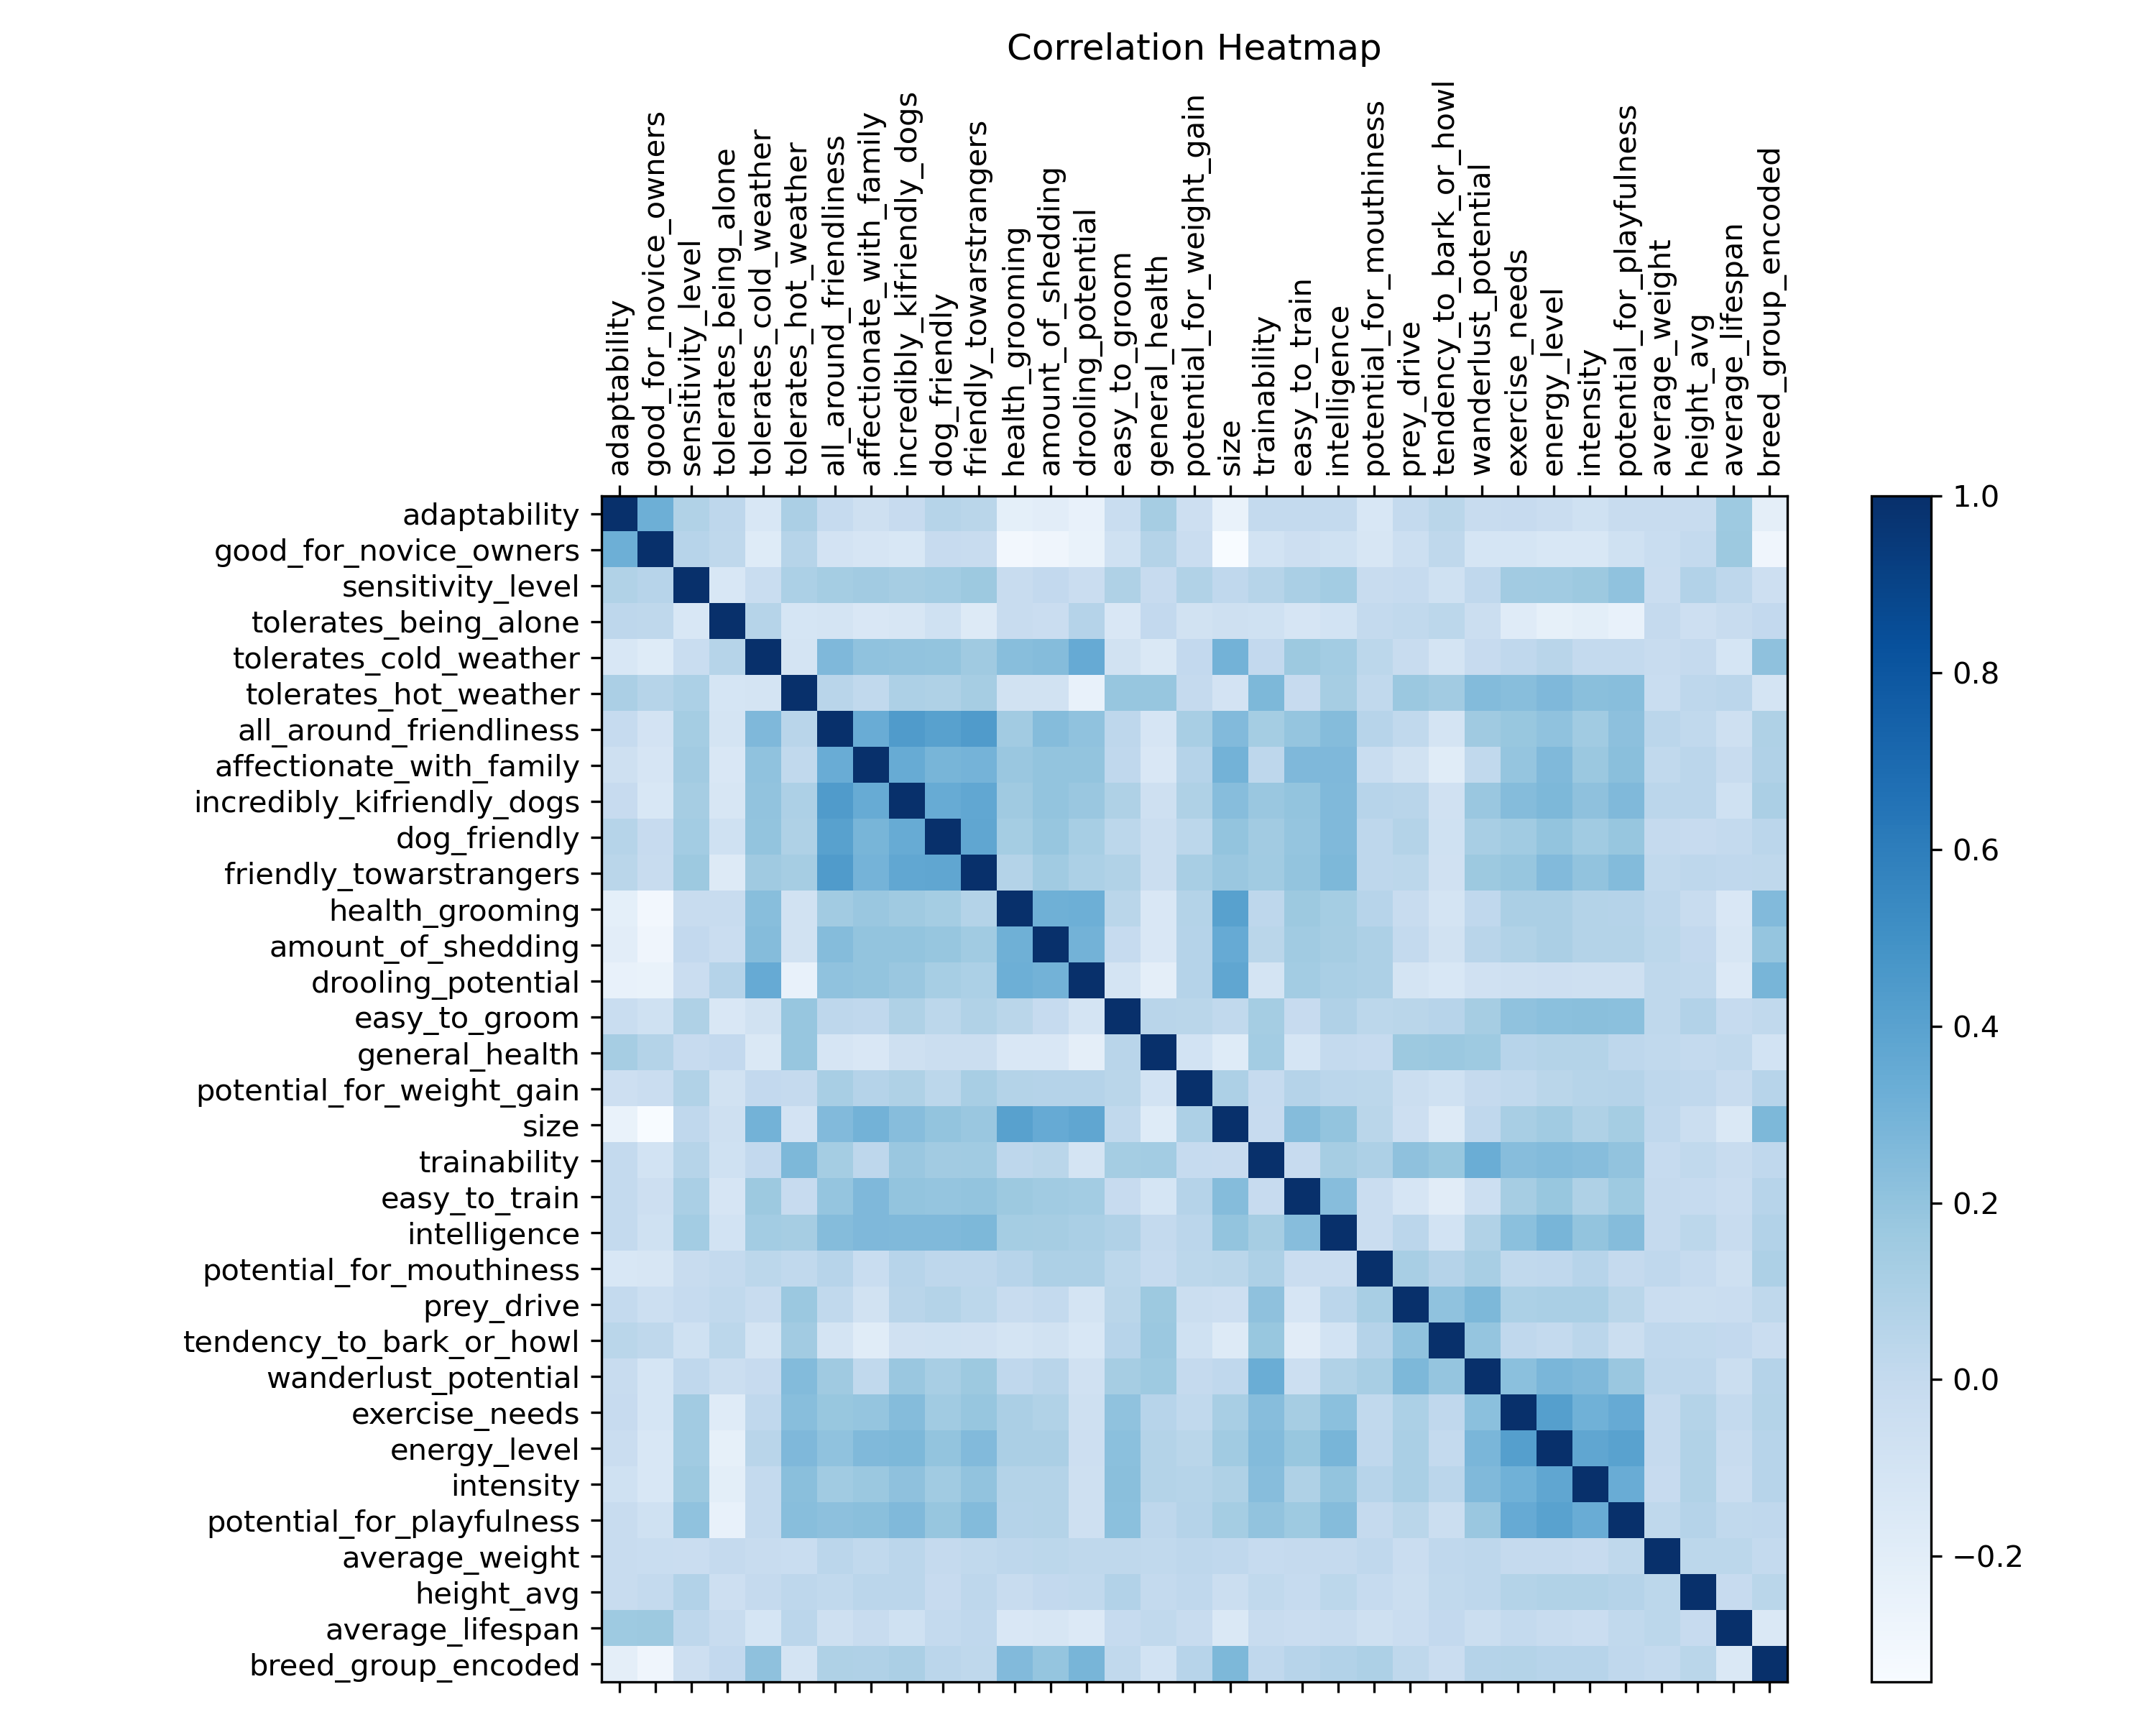 Correlation Heatmap
adaptability
good_for_novice_owners
sensitivity_level
tolerates_being_alone
tolerates_cold_weather
tolerates_hot_weather
all_around_friendliness
affectionate_with_family
incredibly_kifriendly_dogs
dog_friendly
friendly_towarstrangers
health_grooming
amount_of_shedding
drooling_potential
easy_to_groom
general_health
potential_for_weight_gain
size
trainability
easy_to_train
intelligence
potential_for_mouthiness
prey_drive
tendency_to_bark_or_howl
wanderlust_potential
exercise_needs
energy_level
intensity
potential_for_playfulness
average_weight
height_avg
average_lifespan
breed_group_encoded
adaptability
good_for_novice_owners
sensitivity_level
tolerates_being_alone
tolerates_cold_weather
tolerates_hot_weather
all_around_friendliness
affectionate_with_family
incredibly_kifriendly_dogs
dog_friendly
friendly_towarstrangers
health_grooming
amount_of_shedding
drooling_potential
easy_to_groom
general_health
potential_for_weight_gain
size
trainability
easy_to_train
intelligence
potential_for_mouthiness
prey_drive
tendency_to_bark_or_howl
wanderlust_potential
exercise_needs
energy_level
intensity
potential_for_playfulness
average_weight
height_avg
average_lifespan
breed_group_encoded
1.0
0.8
0.6
0.4
0.2
0.0
−0.2